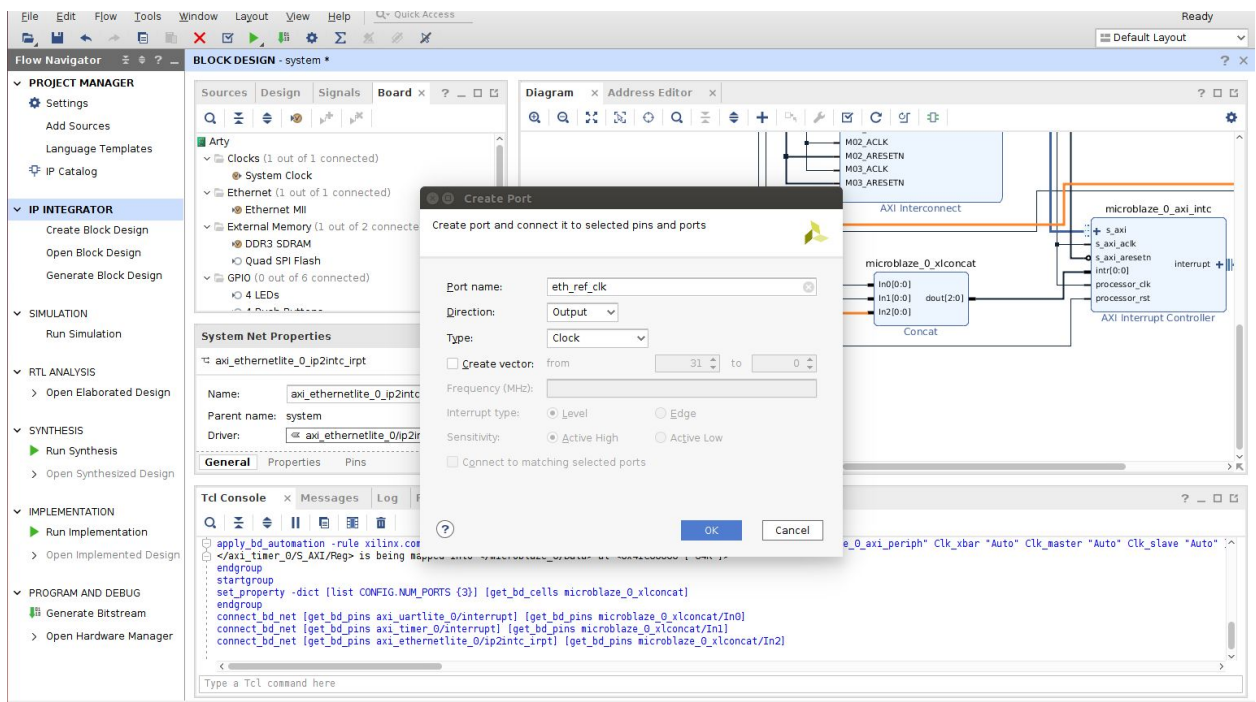 File Edit Flow Tools Window Layout View Help Quick Access Ready
Default Layout
Flow Navigator
BLOCK DESIGN - system *
PROJECT MANAGER
Settings
Add Sources
Language Templates
IP Catalog
IP INTEGRATOR
Create Block Design
Open Block Design
Generate Block Design
SIMULATION
Run Simulation
RTL ANALYSIS
Open Elaborated Design
SYNTHESIS
Run Synthesis
Open Synthesized Design
IMPLEMENTATION
Run Implementation
Open Implemented Design
PROGRAM AND DEBUG
Generate Bitstream
Open Hardware Manager
Sources Design Signals Board
Arty
Clocks (1 out of 1 connected)
System Clock
Ethernet (1 out of 1 connected)
Ethernet MII
External Memory (1 out of 2 connecte
DDR3 SDRAM
Quad SPI Flash
GPIO (0 out of 6 connected)
4 LEDs
System Net Properties
axi_ethernetlite_0_ip2intc_irpt
Name: axi_ethernetlite_0_ip2intc
Parent name: system
Driver: axi_ethernetlite_0/ip2in
General Properties Pins
Diagram Address Editor
M02_ACLK
M02_ARESETN
M03_ACLK
M03_ARESETN
AXI Interconnect
microblaze_0_xlconcat
In0[0:0]
In1[0:0] dout[2:0]
In2[0:0]
Concat
microblaze_0_axi_intc
s_axi
s_axi_aclk
s_axi_aresetn interrupt
intr[0:0]
processor_clk
processor_rst
AXI Interrupt Controller
Create Port
Create port and connect it to selected pins and ports
Port name: eth_ref_clk
Direction: Output
Type: Clock
Create vector: from 31 to 0
Frequency (MHz):
Interrupt type: Level Edge
Sensitivity: Active High Active Low
Connect to matching selected ports
OK Cancel
Tcl Console Messages Log
apply_bd_automation -rule xilinx.com e_0_axi_periph" Clk_xbar "Auto" Clk_master "Auto" Clk_slave "Auto"
</axi_timer_0/S_AXI/Reg> is being mapped into
endgroup
startgroup
set_property -dict [list CONFIG.NUM_PORTS {3}] [get_bd_cells microblaze_0_xlconcat]
endgroup
connect_bd_net [get_bd_pins axi_uartlite_0/interrupt] [get_bd_pins microblaze_0_xlconcat/In0]
connect_bd_net [get_bd_pins axi_timer_0/interrupt] [get_bd_pins microblaze_0_xlconcat/In1]
connect_bd_net [get_bd_pins axi_ethernetlite_0/ip2intc_irpt] [get_bd_pins microblaze_0_xlconcat/In2]
Type a Tcl command here